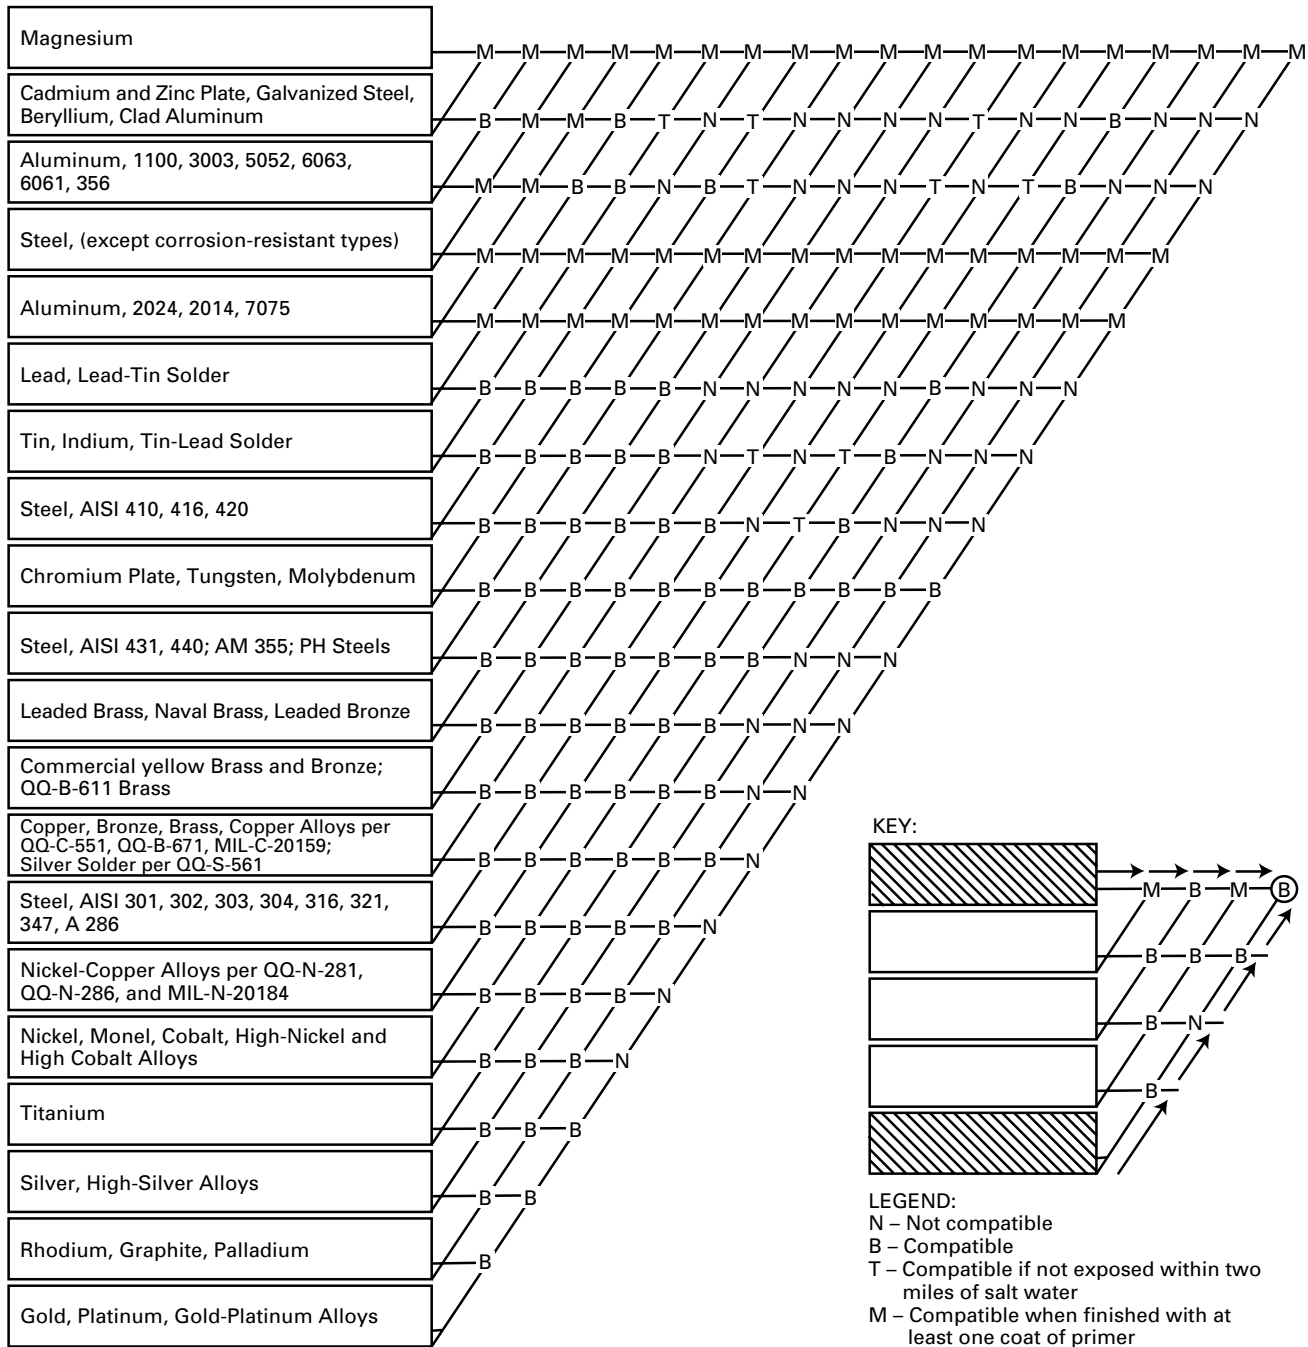 Magnesium
M M M M M M M M M M M M M M M M M M M
Cadmium and Zinc Plate, Galvanized Steel,
Beryllium, Clad Aluminum
B M M B T N T N N N N T N N B N N N
Aluminum, 1100, 3003, 5052, 6063,
6061, 356
M M B B N B T N N N T N T B N N N
Steel, (except corrosion-resistant types)
M M M M M M M M M M M M M M M M
Aluminum, 2024, 2014, 7075
M M M M M M M M M M M M M M M
Lead, Lead-Tin Solder
B B B B B N N N N N B N N N
Tin, Indium, Tin-Lead Solder
B B B B B N T N T B N N N
Steel, AISI 410, 416, 420
B B B B B B N T B N N N
Chromium Plate, Tungsten, Molybdenum
B B B B B B B B B B B
Steel, AISI 431, 440; AM 355; PH Steels
B B B B B B B N N N
Leaded Brass, Naval Brass, Leaded Bronze
B B B B B B N N N
Commercial yellow Brass and Bronze;
QQ-B-611 Brass
B B B B B B N N
Copper, Bronze, Brass, Copper Alloys per
QQ-C-551, QQ-B-671, MIL-C-20159;
Silver Solder per QQ-S-561
B B B B B B N
Steel, AISI 301, 302, 303, 304, 316, 321,
347, A 286
B B B B B N
Nickel-Copper Alloys per QQ-N-281,
QQ-N-286, and MIL-N-20184
B B B B N
Nickel, Monel, Cobalt, High-Nickel and
High Cobalt Alloys
B B B N
Titanium
B B B
Silver, High-Silver Alloys
B B
Rhodium, Graphite, Palladium
B
Gold, Platinum, Gold-Platinum Alloys
KEY:
M B M B
B B B
B N
B
LEGEND:
N – Not compatible
B – Compatible
T – Compatible if not exposed within two
miles of salt water
M – Compatible when finished with at
least one coat of primer